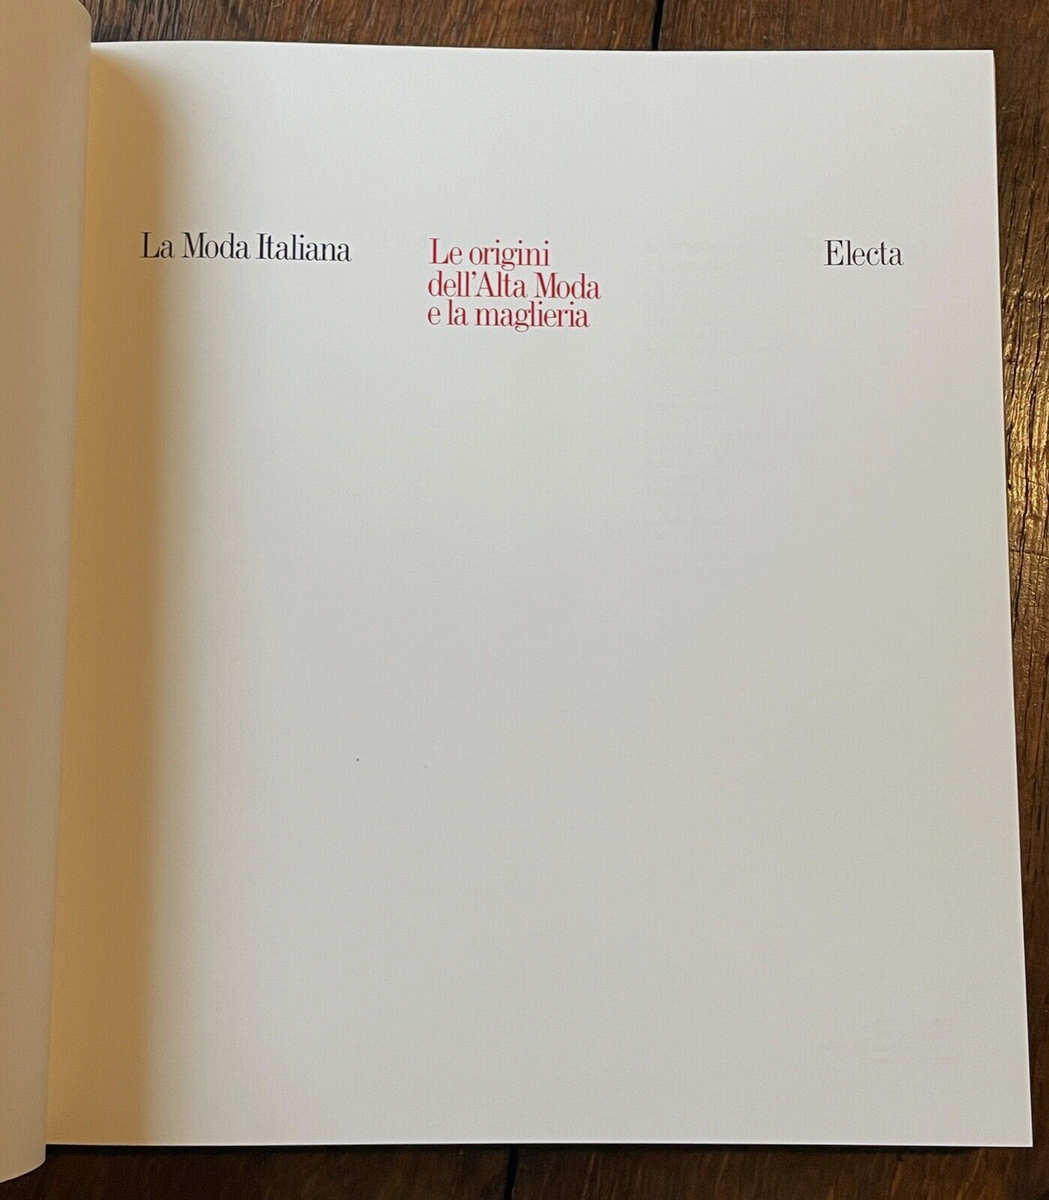 La Moda Italiana
Le origini
dell'Alta Moda
e la maglieria
Electa